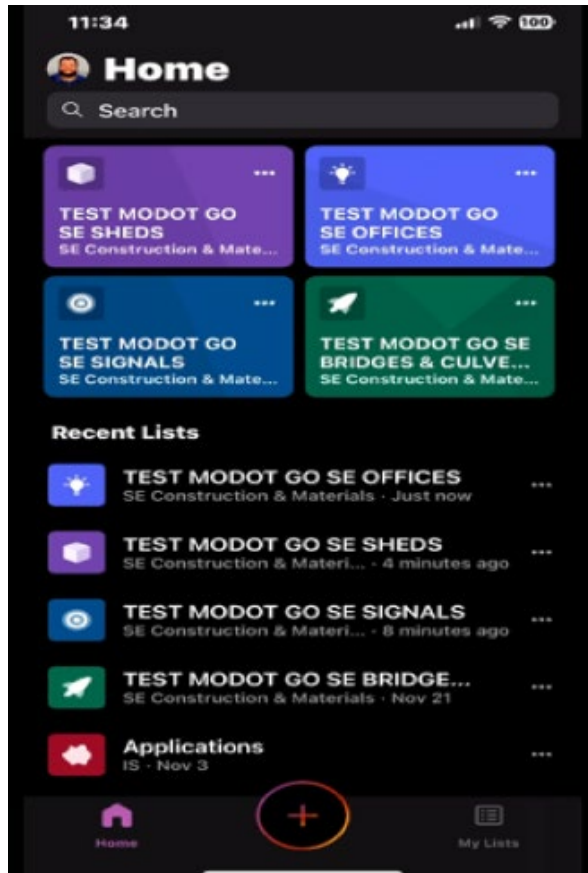 11:34
100
Home
Search
TEST MODOT GO
SE SHEDS
SE Construction & Mate...
TEST MODOT GO
SE OFFICES
SE Construction & Mate...
TEST MODOT GO
SE SIGNALS
SE Construction & Mate...
TEST MODOT GO SE
BRIDGES & CULVE...
SE Construction & Mate...
Recent Lists
TEST MODOT GO SE OFFICES
SE Construction & Materials · Just now
TEST MODOT GO SE SHEDS
SE Construction & Materi... · 4 minutes ago
TEST MODOT GO SE SIGNALS
SE Construction & Materi... · 8 minutes ago
TEST MODOT GO SE BRIDGE...
SE Construction & Materials · Nov 21
Applications
IS · Nov 3
Home
My Lists